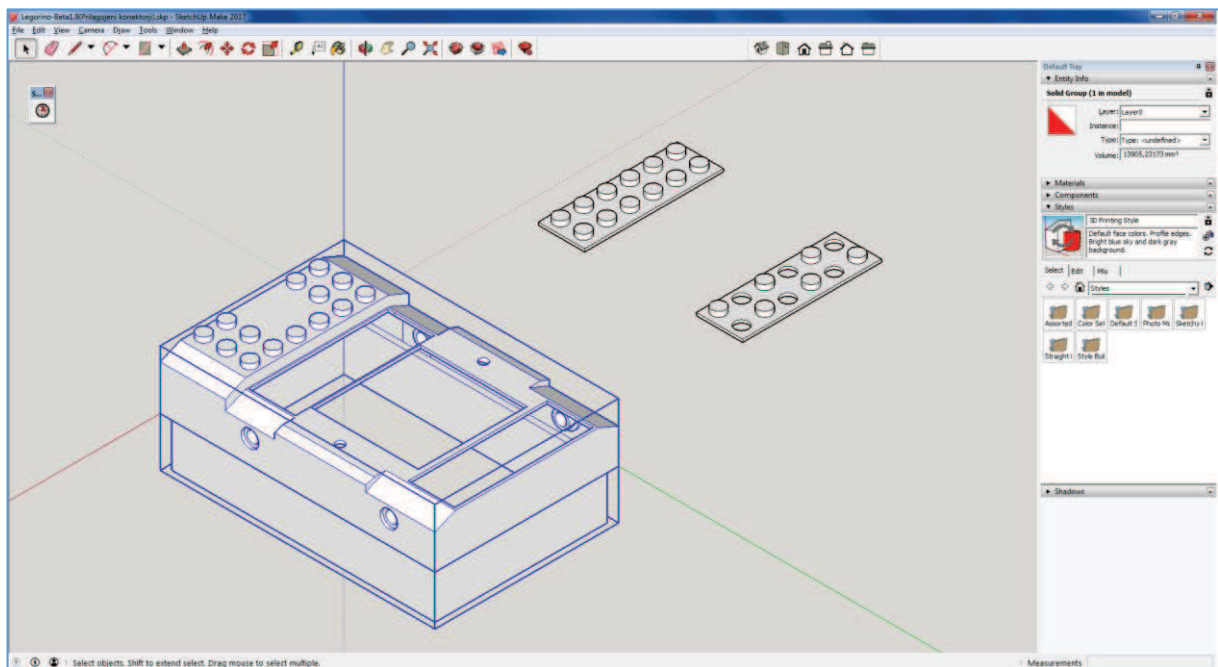 Legorino-Beta1.9(Prilagojeni konektorji).skp - SketchUp Make 2017
File Edit View Camera Draw Tools Window Help
S...
Default Tray
Entity Info
Solid Group (1 in model)
Layer: Layer0
Instance:
Type: Type: <undefined>
Volume: 13905,23173 mm³
Materials
Components
Styles
3D Printing Style
Default face colors. Profile edges.
Bright blue sky and dark gray
background.
Select Edit Mix
Styles
Assorted Color Set Default S Photo Mo Sketchy I
Straight I Style Buil
Shadows
Select objects. Shift to extend select. Drag mouse to select multiple.
Measurements